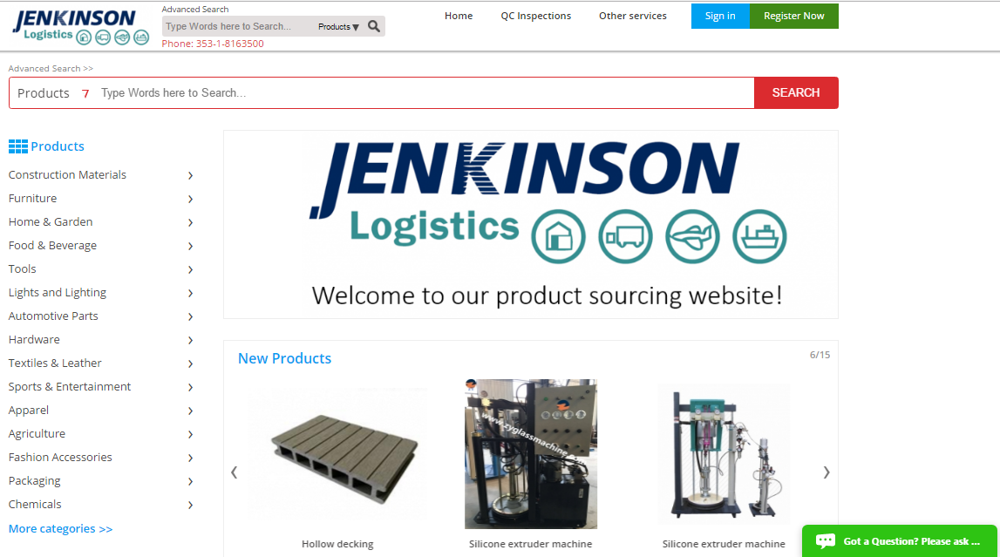 JENKINSON
Logistics
Advanced Search
Type Words here to Search... Products ▼
Phone: 353-1-8163500
Home QC Inspections Other services Sign in Register Now
Advanced Search >>
Products 7 Type Words here to Search... SEARCH
Products
Construction Materials
Furniture
Home & Garden
Food & Beverage
Tools
Lights and Lighting
Automotive Parts
Hardware
Textiles & Leather
Sports & Entertainment
Apparel
Agriculture
Fashion Accessories
Packaging
Chemicals
More categories >>
JENKINSON
Logistics
Welcome to our product sourcing website!
New Products 6/15
www.zyglassmachine.c
Hollow decking Silicone extruder machine Silicone extruder machine
Got a Question? Please ask ...